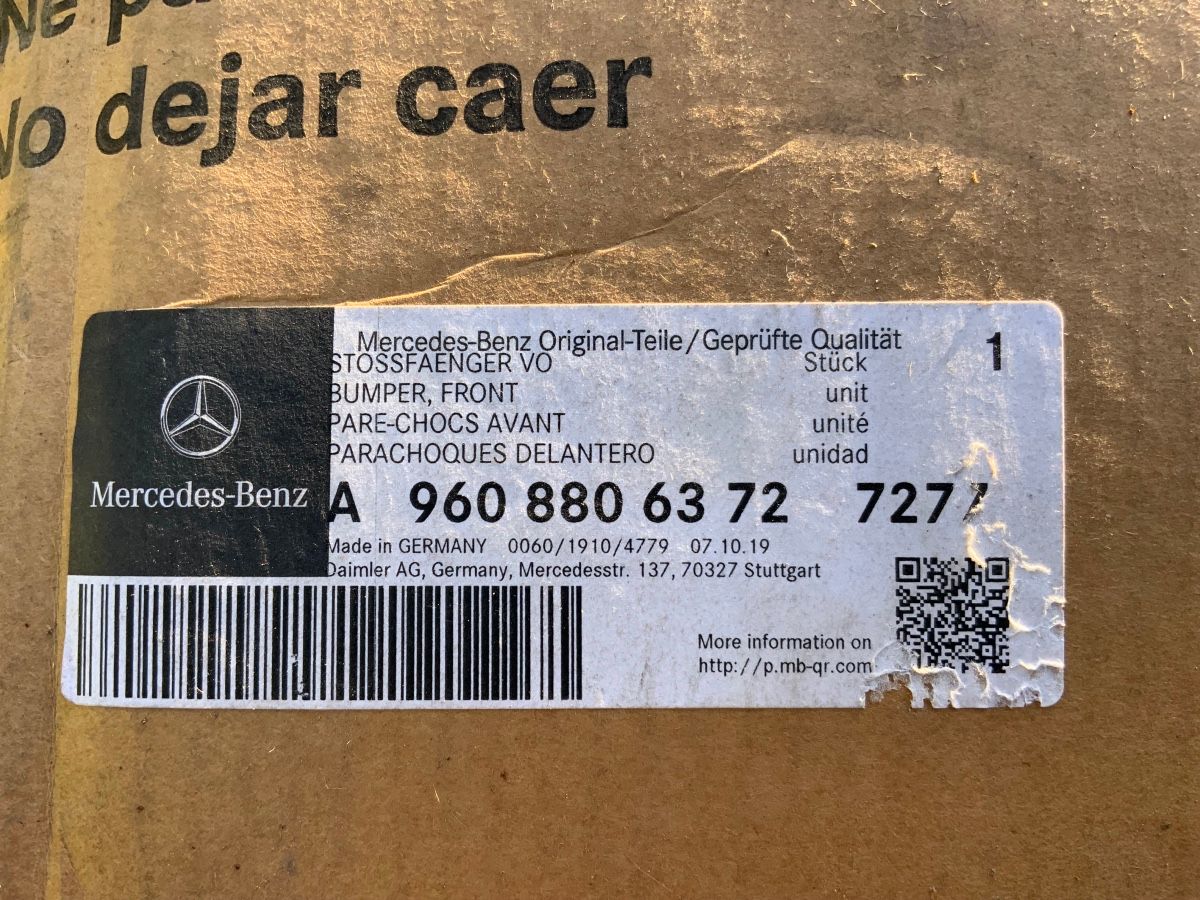 No dejar caer
Mercedes-Benz Original-Teile/Geprüfte Qualität 1
STOSSFAENGER VO Stück
BUMPER, FRONT unit
PARE-CHOCS AVANT unité
PARACHOQUES DELANTERO unidad
Mercedes-Benz
A 960 880 63 72
Made in GERMANY 0060/1910/4779 07.10.19
Daimler AG, Germany, Mercedesstr. 137, 70327 Stuttgart
More information on
http://p.mb-qr.com